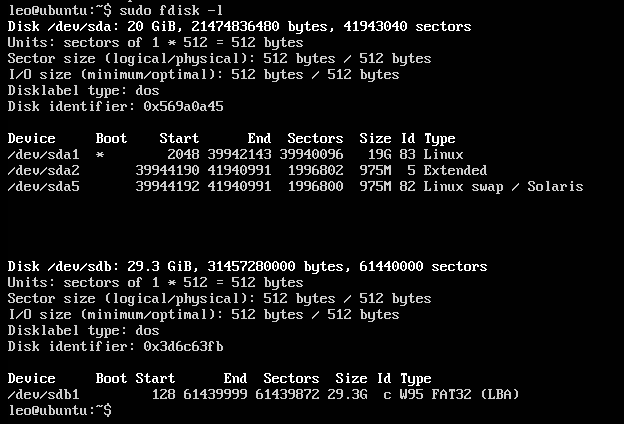 leo@ubuntu:~$ sudo fdisk -l
Disk /dev/sda: 20 GiB, 21474836480 bytes, 41943040 sectors
Units: sectors of 1 * 512 = 512 bytes
Sector size (logical/physical): 512 bytes / 512 bytes
I/O size (minimum/optimal): 512 bytes / 512 bytes
Disklabel type: dos
Disk identifier: 0x569a0a45
Device     Boot    Start      End  Sectors  Size Id Type
/dev/sda1  *        2048 39942143 39940096   19G 83 Linux
/dev/sda2       39944190 41940991  1996802  975M  5 Extended
/dev/sda5       39944192 41940991  1996800  975M 82 Linux swap / Solaris
Disk /dev/sdb: 29.3 GiB, 31457280000 bytes, 61440000 sectors
Units: sectors of 1 * 512 = 512 bytes
Sector size (logical/physical): 512 bytes / 512 bytes
I/O size (minimum/optimal): 512 bytes / 512 bytes
Disklabel type: dos
Disk identifier: 0x3d6c63fb
Device     Boot Start      End  Sectors  Size Id Type
/dev/sdb1         128 61439999 61439872 29.3G  c W95 FAT32 (LBA)
leo@ubuntu:~$